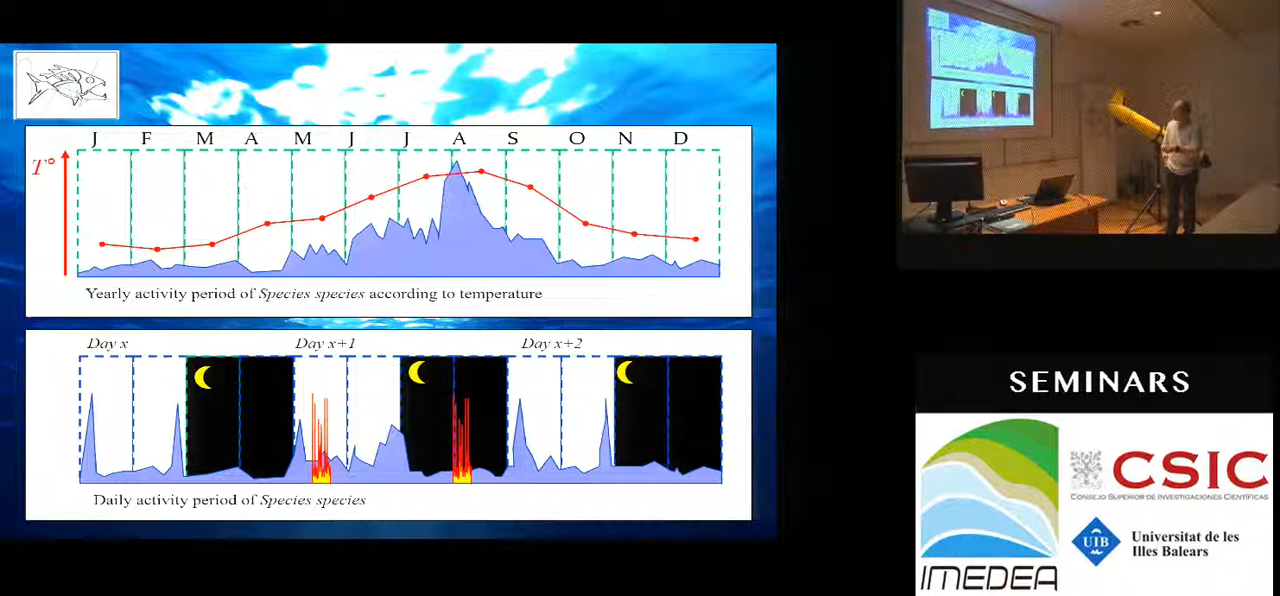 J F M A M J J A S O N D
T°
Yearly activity period of Species species according to temperature
Day x Day x+1 Day x+2
Daily activity period of Species species
SEMINARS
IMEDEA
CSIC
CONSEJO SUPERIOR DE INVESTIGACIONES CIENTÍFICAS
UIB
Universitat de les
Illes Balears